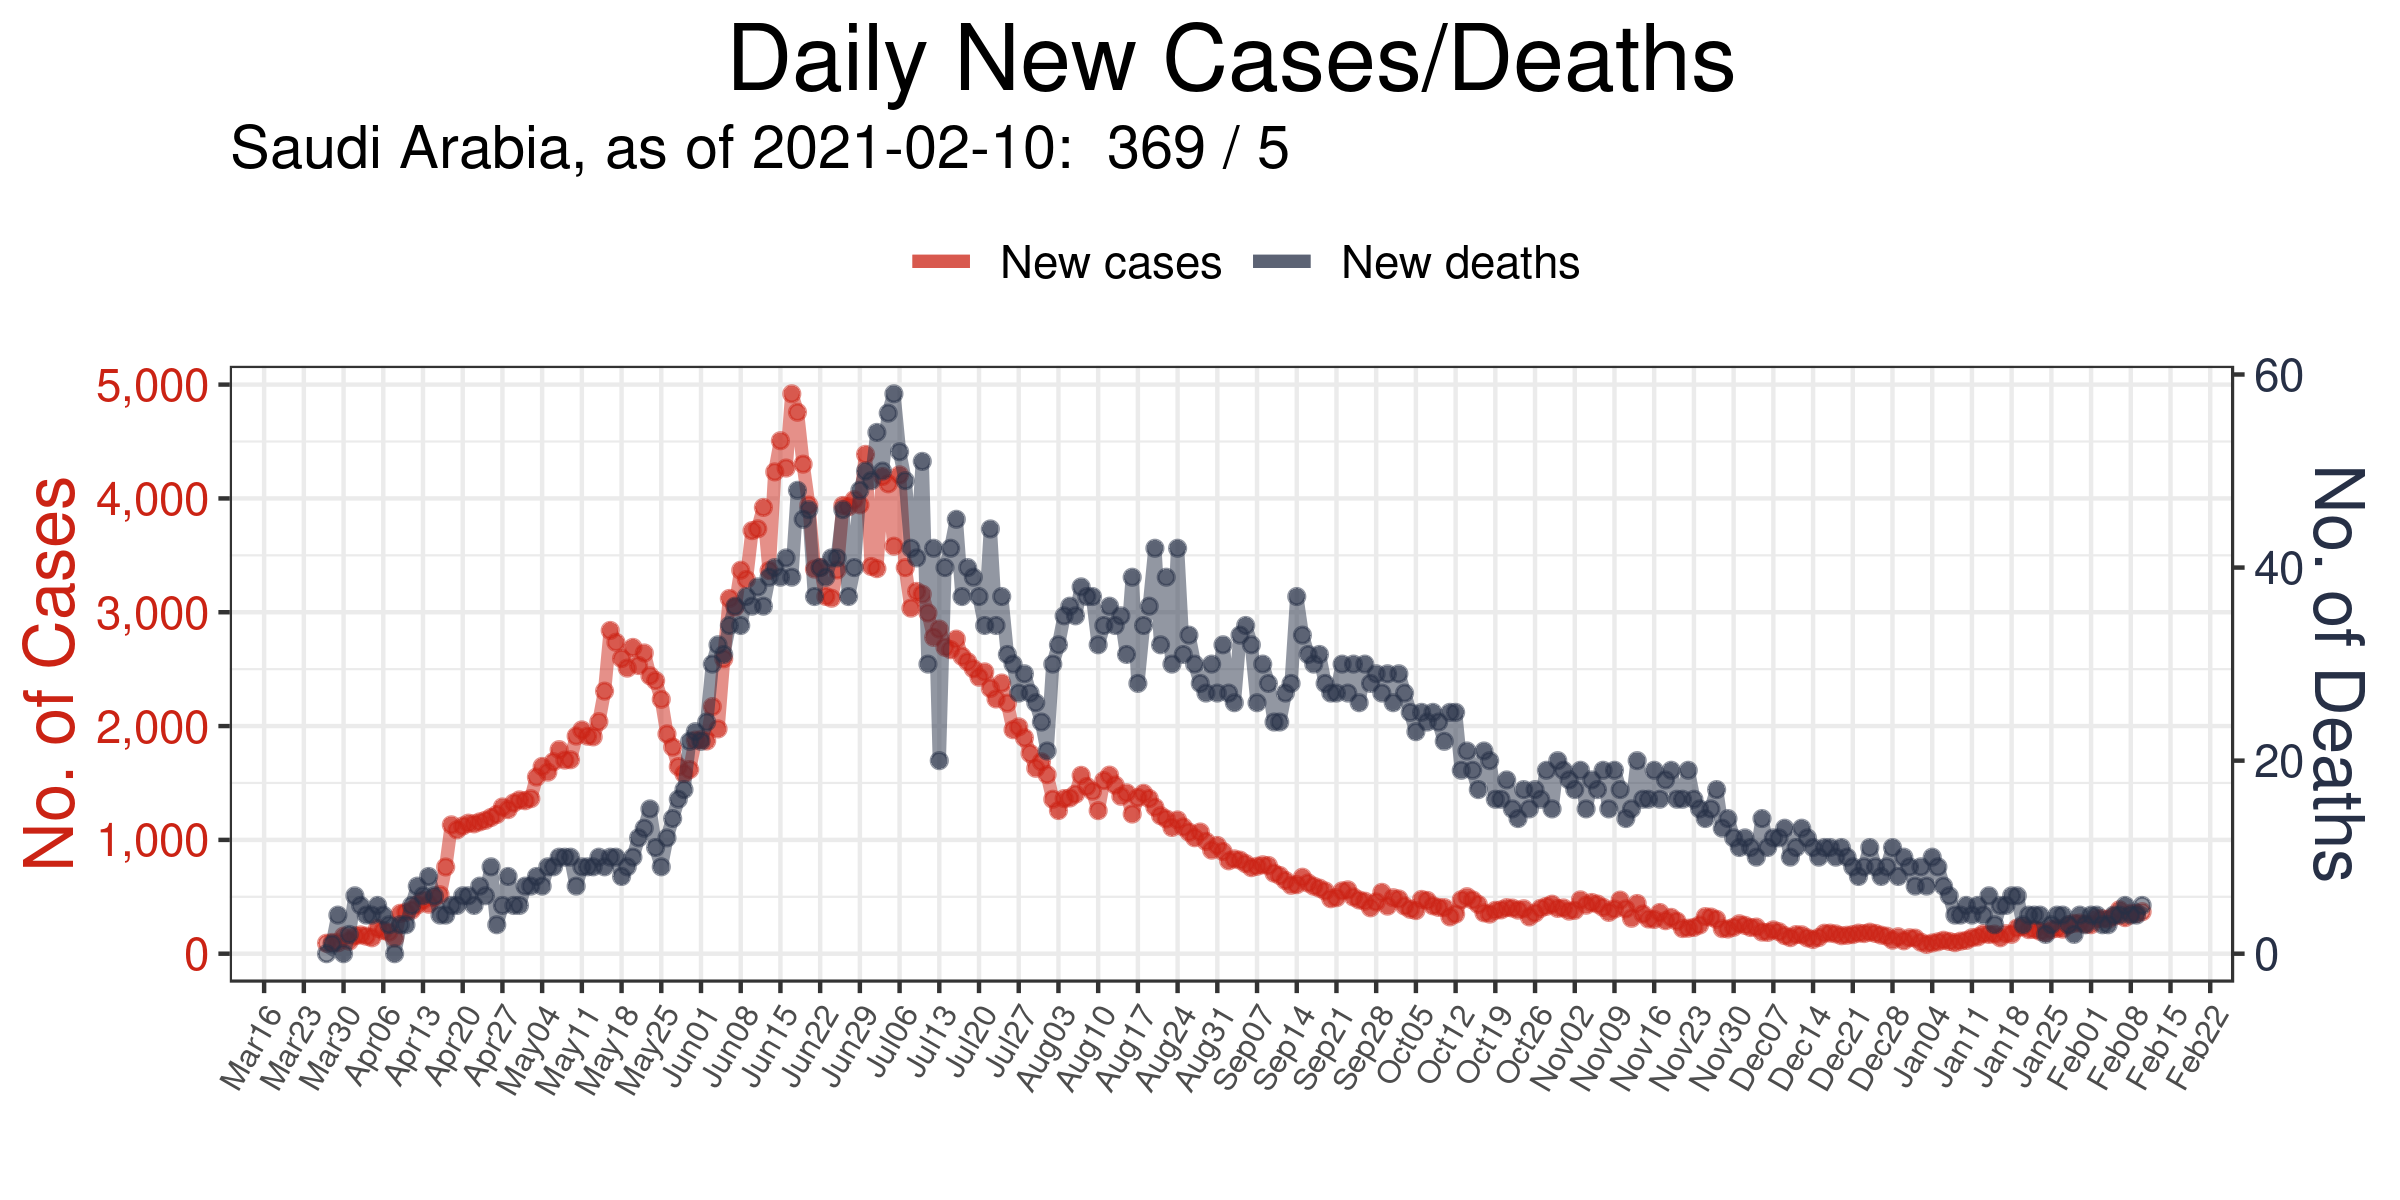 Daily New Cases/Deaths
Saudi Arabia, as of 2021-02-10:  369 / 5
New cases New deaths
No. of Cases
5,000
4,000
3,000
2,000
1,000
0
60
40
20
0
No. of Deaths
Mar16 Mar23 Mar30 Apr06 Apr13 Apr20 Apr27 May04 May11 May18 May25 Jun01 Jun08 Jun15 Jun22 Jun29 Jul06 Jul13 Jul20 Jul27 Aug03 Aug10 Aug17 Aug24 Aug31 Sep07 Sep14 Sep21 Sep28 Oct05 Oct12 Oct19 Oct26 Nov02 Nov09 Nov16 Nov23 Nov30 Dec07 Dec14 Dec21 Dec28 Jan04 Jan11 Jan18 Jan25 Feb01 Feb08 Feb15 Feb22